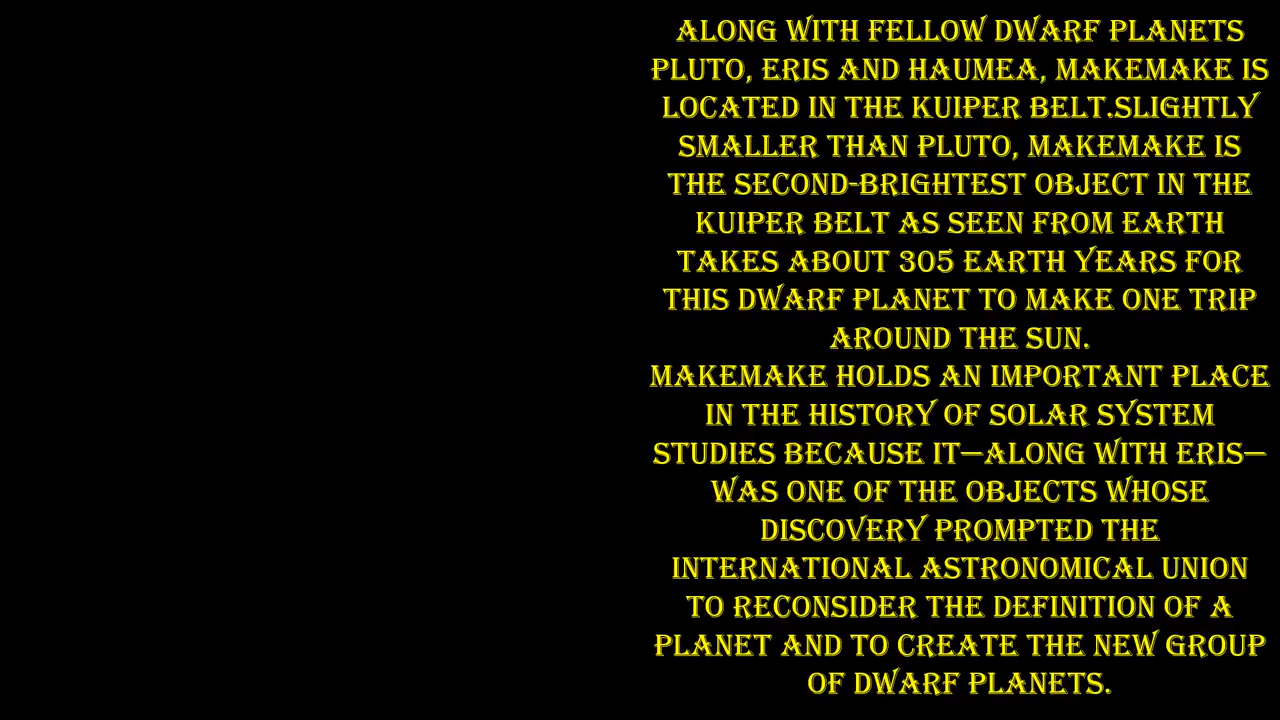 ALONG WITH FELLOW DWARF PLANETS
PLUTO, ERIS AND HAUMEA, MAKEMAKE IS
LOCATED IN THE KUIPER BELT.SLIGHTLY
SMALLER THAN PLUTO, MAKEMAKE IS
THE SECOND-BRIGHTEST OBJECT IN THE
KUIPER BELT AS SEEN FROM EARTH
TAKES ABOUT 305 EARTH YEARS FOR
THIS DWARF PLANET TO MAKE ONE TRIP
AROUND THE SUN.
MAKEMAKE HOLDS AN IMPORTANT PLACE
IN THE HISTORY OF SOLAR SYSTEM
STUDIES BECAUSE IT—ALONG WITH ERIS—
WAS ONE OF THE OBJECTS WHOSE
DISCOVERY PROMPTED THE
INTERNATIONAL ASTRONOMICAL UNION
TO RECONSIDER THE DEFINITION OF A
PLANET AND TO CREATE THE NEW GROUP
OF DWARF PLANETS.